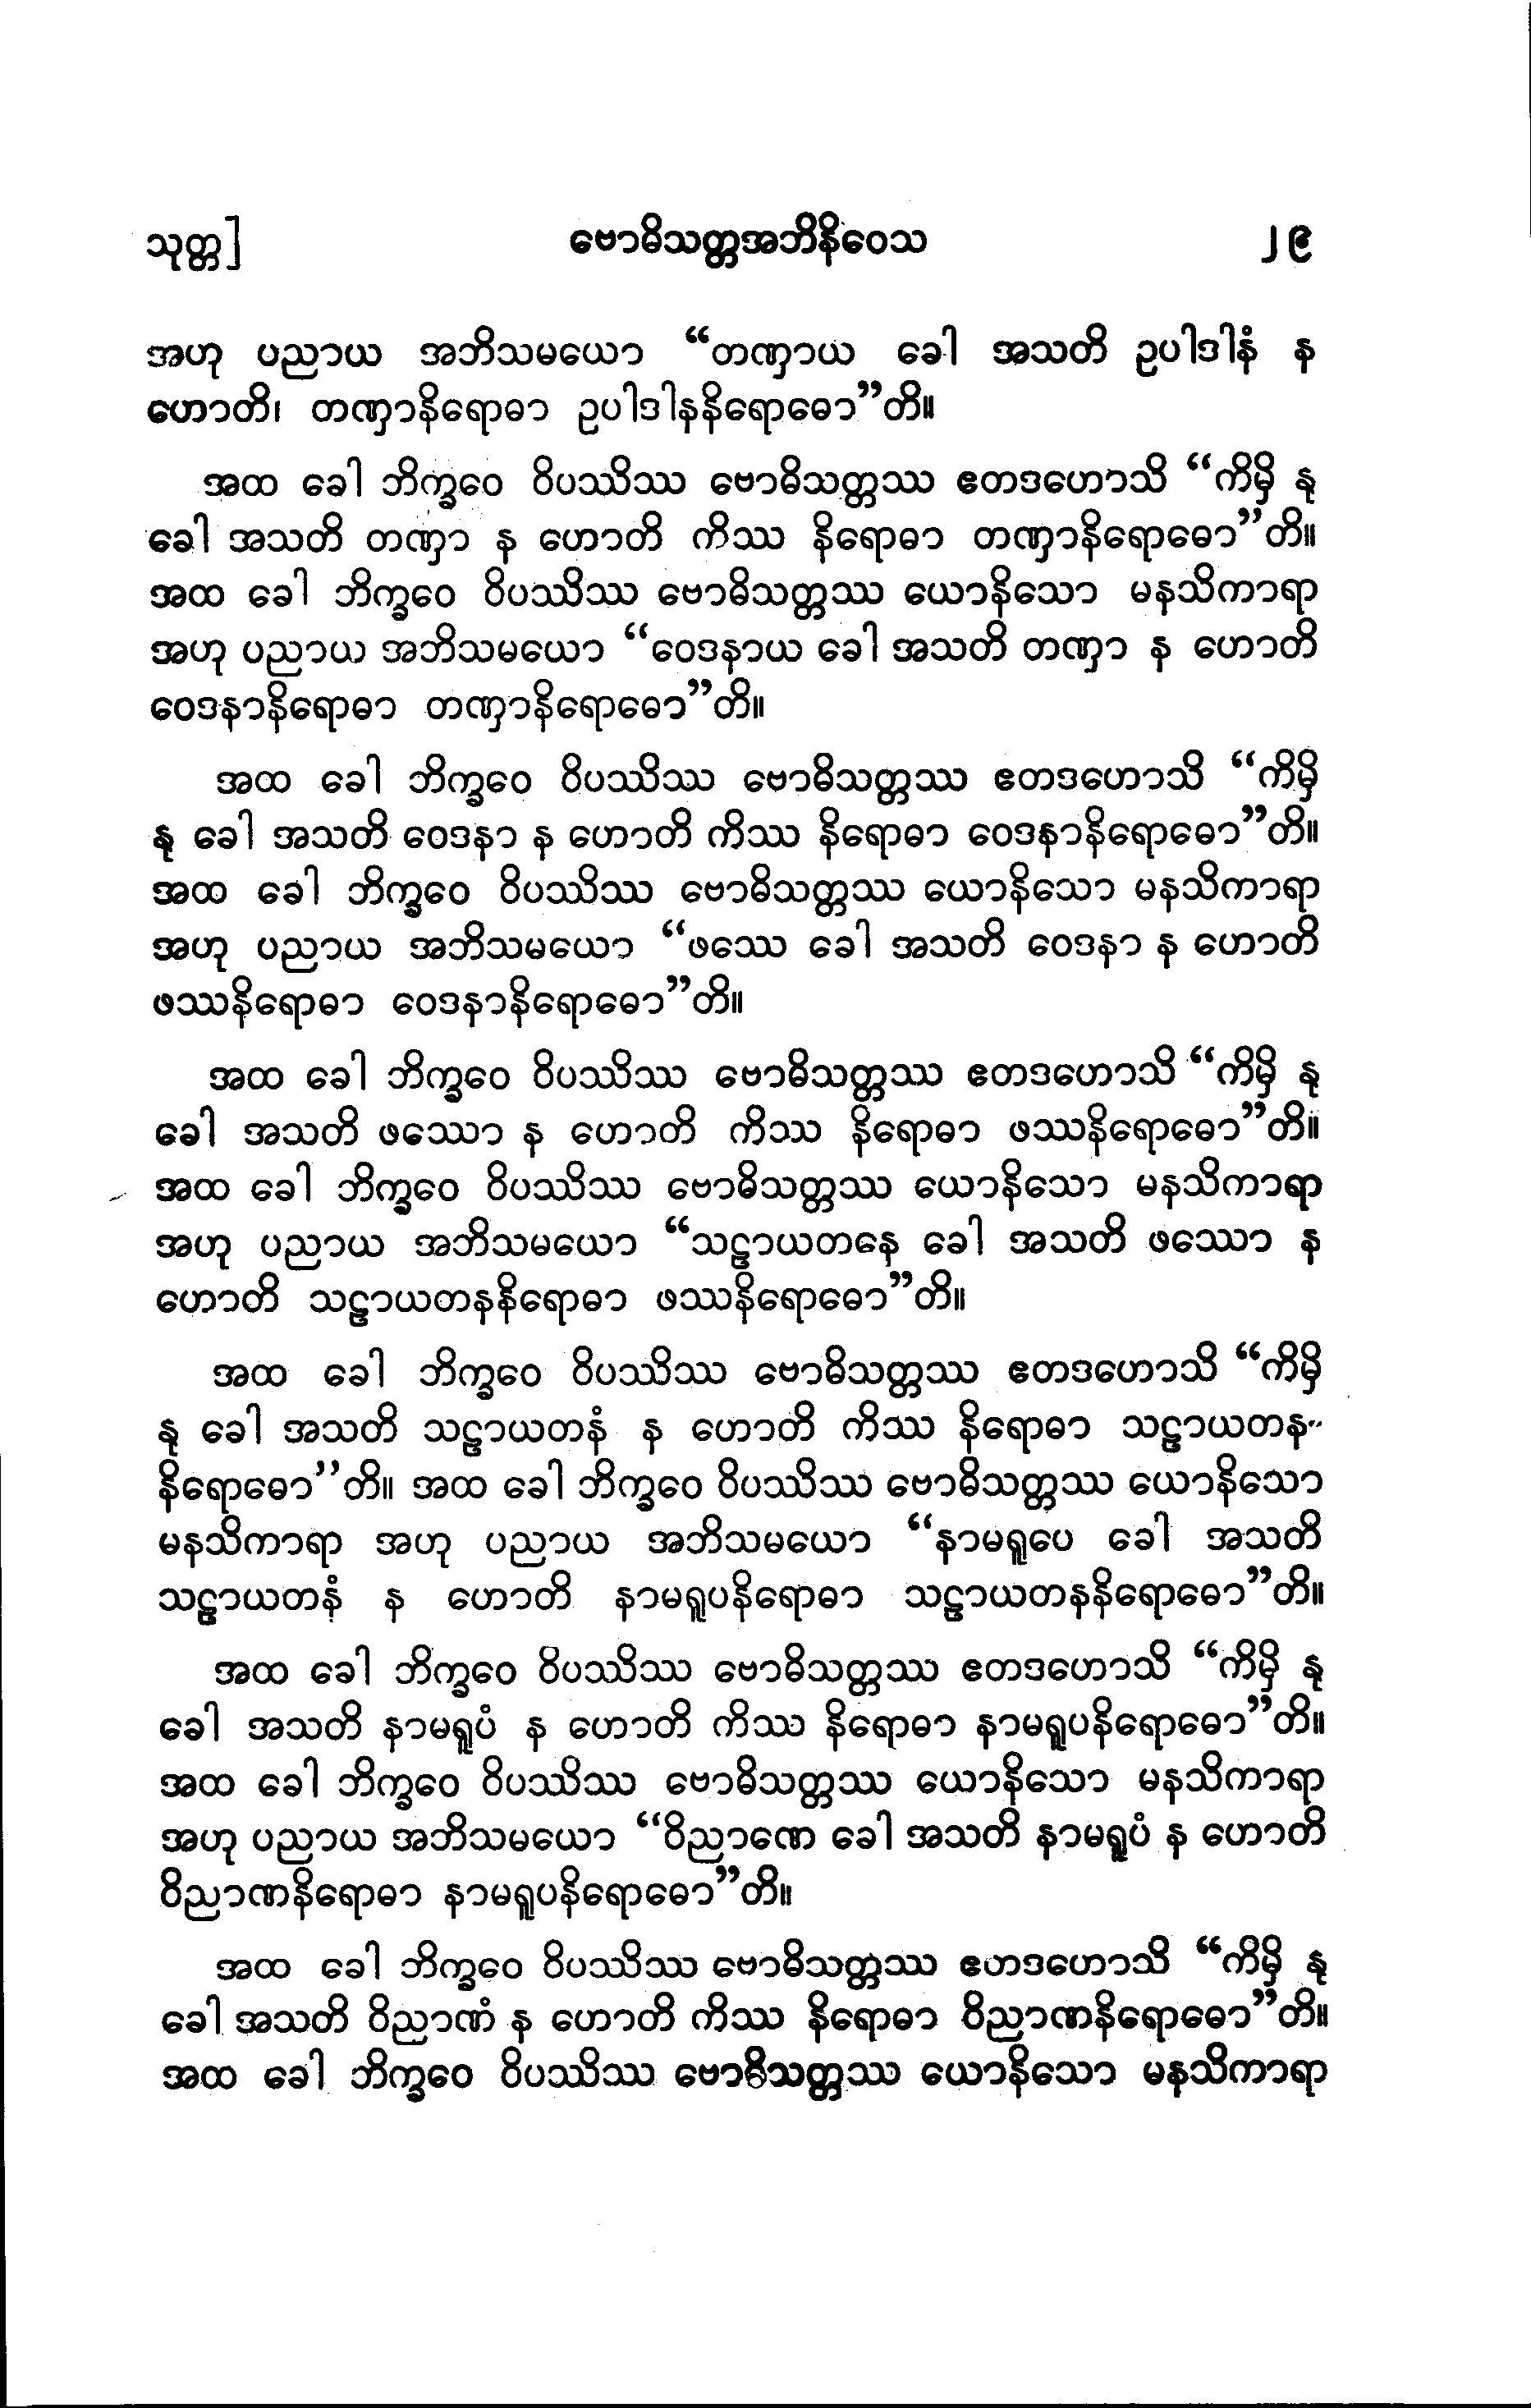 သုတ္တ]
ဗောဓိသတ္တအဘိနိဝေသ
၂၉
အဟု ပညာယ အဘိသမယော “တဏှာယ ခေါ အသတိ ဥပါဒါနံ န
ဟောတိ၊ တဏှာနိရောဓာ ဥပါဒါနနိရောဓော”တိ။
အထ ခေါ ဘိက္ခဝေ ဝိပဿိဿ ဗောဓိသတ္တဿ ဧတဒဟောသိ “ကိမှိ နု
ခေါ အသတိ တဏှာ န ဟောတိ ကိဿ နိရောဓာ တဏှာနိရောဓော”တိ။
အထ ခေါ ဘိက္ခဝေ ဝိပဿိဿ ဗောဓိသတ္တဿ ယောနိသော မနသိကာရာ
အဟု ပညာယ အဘိသမယော “ဝေဒနာယ ခေါ အသတိ တဏှာ န ဟောတိ
ဝေဒနာနိရောဓာ တဏှာနိရောဓော”တိ။
အထ ခေါ ဘိက္ခဝေ ဝိပဿိဿ ဗောဓိသတ္တဿ ဧတဒဟောသိ “ကိမှိ
နု ခေါ အသတိ ဝေဒနာ န ဟောတိ ကိဿ နိရောဓာ ဝေဒနာနိရောဓော”တိ။
အထ ခေါ ဘိက္ခဝေ ဝိပဿိဿ ဗောဓိသတ္တဿ ယောနိသော မနသိကာရာ
အဟု ပညာယ အဘိသမယော “ဖဿေ ခေါ အသတိ ဝေဒနာ န ဟောတိ
ဖဿနိရောဓာ ဝေဒနာနိရောဓော”တိ။
အထ ခေါ ဘိက္ခဝေ ဝိပဿိဿ ဗောဓိသတ္တဿ ဧတဒဟောသိ “ကိမှိ နု
ခေါ အသတိ ဖဿော န ဟောတိ ကိဿ နိရောဓာ ဖဿနိရောဓော”တိ။
အထ ခေါ ဘိက္ခဝေ ဝိပဿိဿ ဗောဓိသတ္တဿ ယောနိသော မနသိကာရာ
အဟု ပညာယ အဘိသမယော “သဠာယတနေ ခေါ အသတိ ဖဿော န
ဟောတိ သဠာယတနနိရောဓာ ဖဿနိရောဓော”တိ။
အထ ခေါ ဘိက္ခဝေ ဝိပဿိဿ ဗောဓိသတ္တဿ ဧတဒဟောသိ “ကိမှိ
နု ခေါ အသတိ သဠာယတနံ န ဟောတိ ကိဿ နိရောဓာ သဠာယတန-
နိရောဓော”တိ။ အထ ခေါ ဘိက္ခဝေ ဝိပဿိဿ ဗောဓိသတ္တဿ ယောနိသော
မနသိကာရာ အဟု ပညာယ အဘိသမယော “နာမရူပေ ခေါ အသတိ
သဠာယတနံ န ဟောတိ နာမရူပနိရောဓာ သဠာယတနနိရောဓော”တိ။
အထ ခေါ ဘိက္ခဝေ ဝိပဿိဿ ဗောဓိသတ္တဿ ဧတဒဟောသိ “ကိမှိ နု
ခေါ အသတိ နာမရူပံ န ဟောတိ ကိဿ နိရောဓာ နာမရူပနိရောဓော”တိ။
အထ ခေါ ဘိက္ခဝေ ဝိပဿိဿ ဗောဓိသတ္တဿ ယောနိသော မနသိကာရာ
အဟု ပညာယ အဘိသမယော “ဝိညာဏေ ခေါ အသတိ နာမရူပံ န ဟောတိ
ဝိညာဏနိရောဓာ နာမရူပနိရောဓော”တိ။
အထ ခေါ ဘိက္ခဝေ ဝိပဿိဿ ဗောဓိသတ္တဿ ဧတဒဟောသိ “ကိမှိ နု
ခေါ အသတိ ဝိညာဏံ န ဟောတိ ကိဿ နိရောဓာ ဝိညာဏနိရောဓော”တိ။
အထ ခေါ ဘိက္ခဝေ ဝိပဿိဿ ဗောဓိသတ္တဿ ယောနိသော မနသိကာရာ